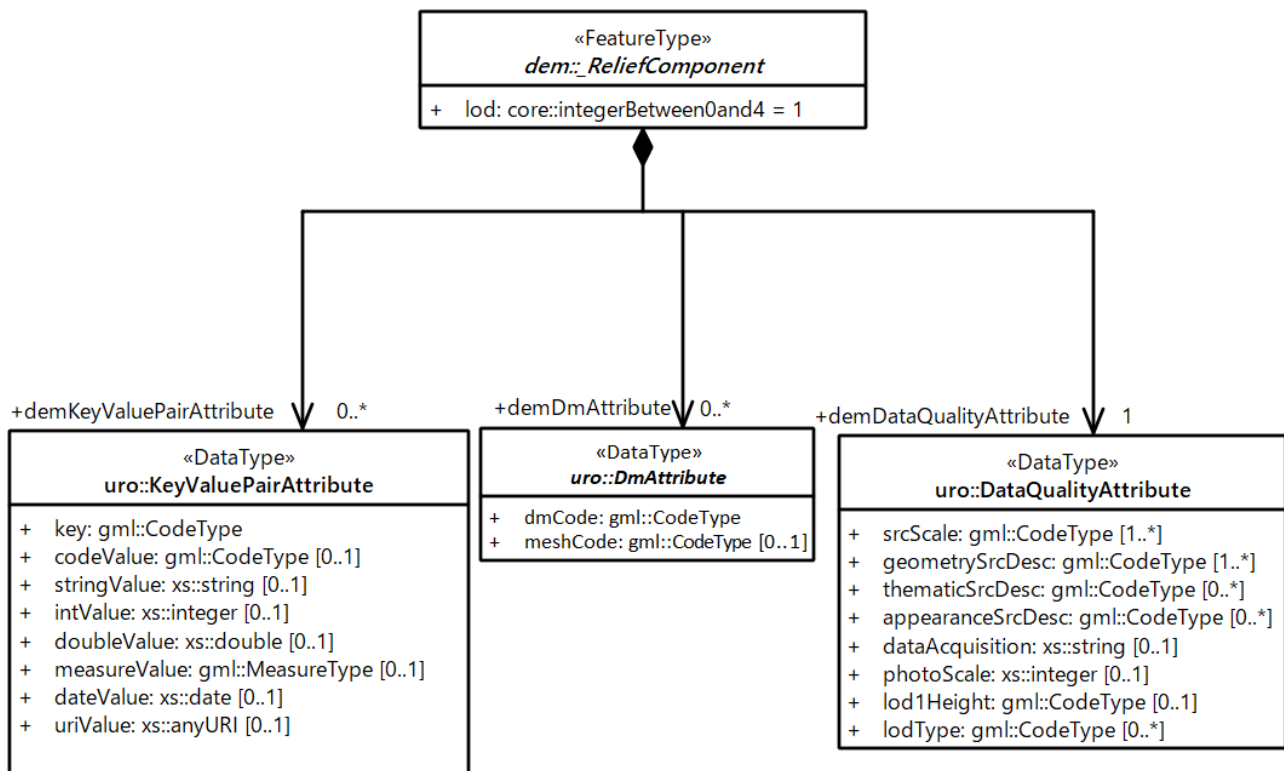 «FeatureType»
dem::_ReliefComponent
+ lod: core::integerBetween0and4 = 1
+demKeyValuePairAttribute 0..*
«DataType»
uro::KeyValuePairAttribute
+ key: gml::CodeType
+ codeValue: gml::CodeType [0..1]
+ stringValue: xs::string [0..1]
+ intValue: xs::integer [0..1]
+ doubleValue: xs::double [0..1]
+ measureValue: gml::MeasureType [0..1]
+ dateValue: xs::date [0..1]
+ uriValue: xs::anyURI [0..1]
+demDmAttribute 0..*
«DataType»
uro::DmAttribute
+ dmCode: gml::CodeType
+ meshCode: gml::CodeType [0..1]
+demDataQualityAttribute 1
«DataType»
uro::DataQualityAttribute
+ srcScale: gml::CodeType [1..*]
+ geometrySrcDesc: gml::CodeType [1..*]
+ thematicSrcDesc: gml::CodeType [0..*]
+ appearanceSrcDesc: gml::CodeType [0..*]
+ dataAcquisition: xs::string [0..1]
+ photoScale: xs::integer [0..1]
+ lod1Height: gml::CodeType [0..1]
+ lodType: gml::CodeType [0..*]